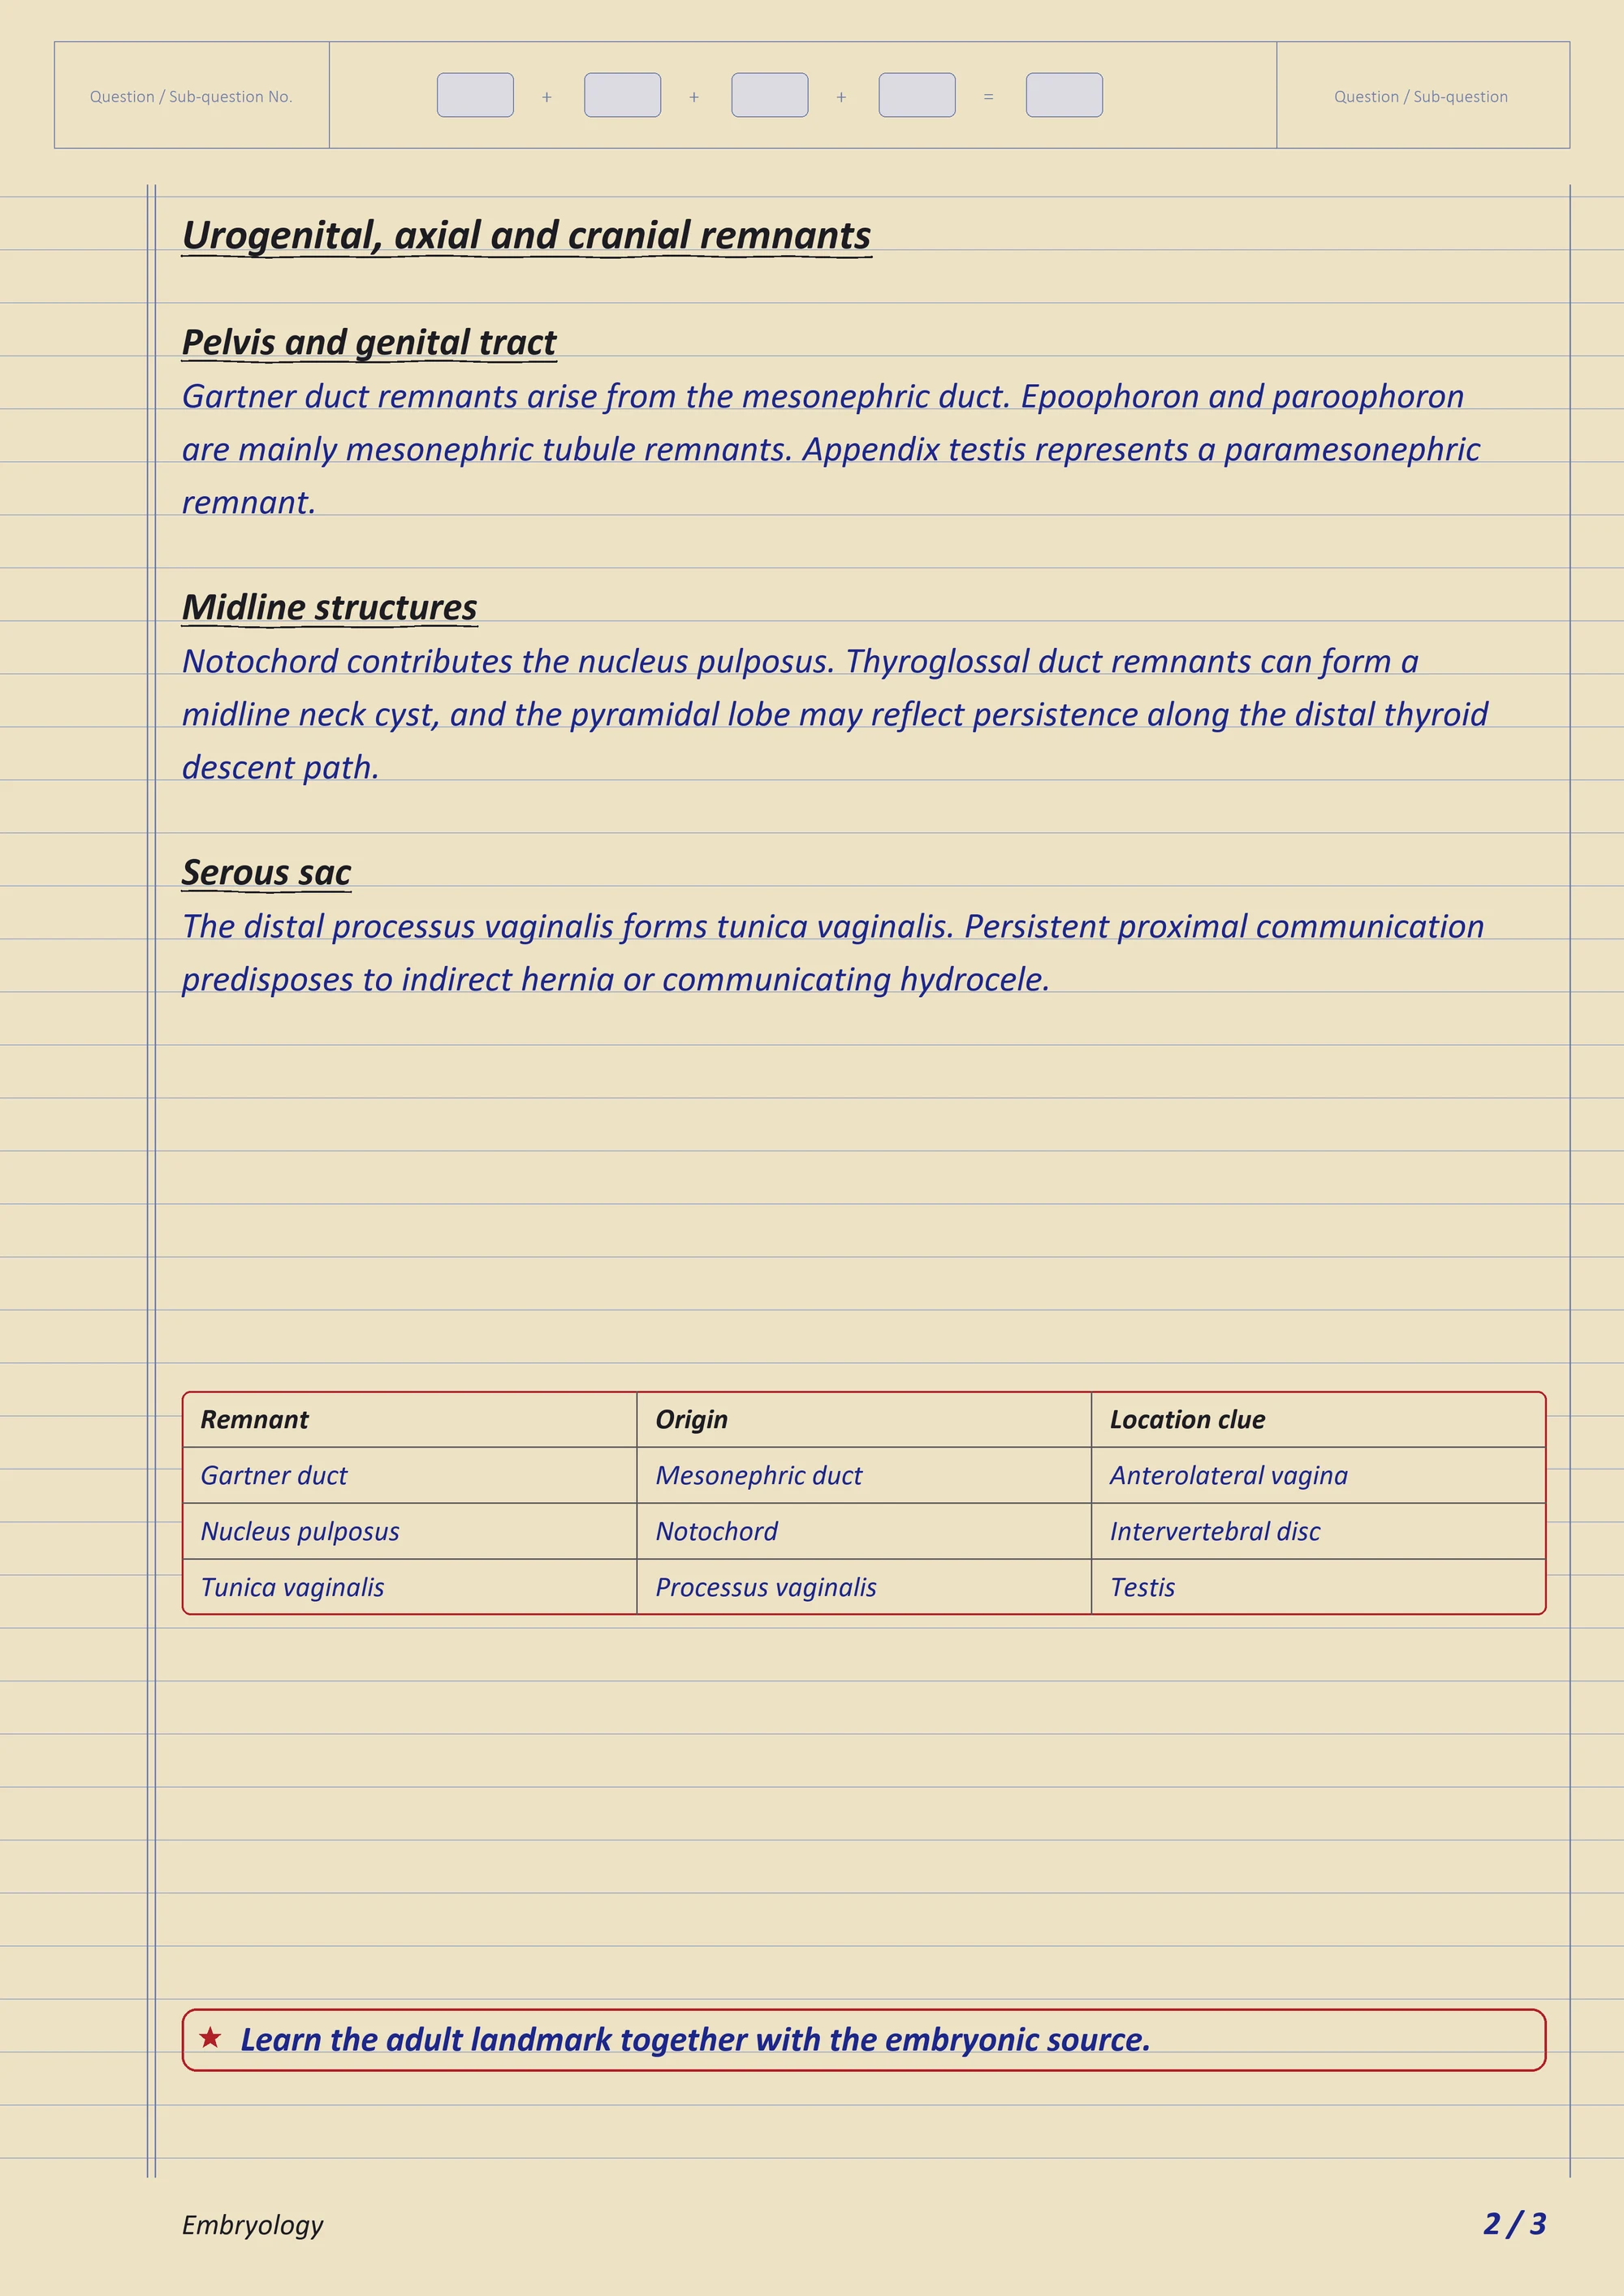 Question / Sub-question No.
+ + + =
Question / Sub-question
Urogenital, axial and cranial remnants
Pelvis and genital tract
Gartner duct remnants arise from the mesonephric duct. Epoophoron and paroophoron
are mainly mesonephric tubule remnants. Appendix testis represents a paramesonephric
remnant.
Midline structures
Notochord contributes the nucleus pulposus. Thyroglossal duct remnants can form a
midline neck cyst, and the pyramidal lobe may reflect persistence along the distal thyroid
descent path.
Serous sac
The distal processus vaginalis forms tunica vaginalis. Persistent proximal communication
predisposes to indirect hernia or communicating hydrocele.
Remnant Origin Location clue
Gartner duct Mesonephric duct Anterolateral vagina
Nucleus pulposus Notochord Intervertebral disc
Tunica vaginalis Processus vaginalis Testis
★ Learn the adult landmark together with the embryonic source.
Embryology 2 / 3